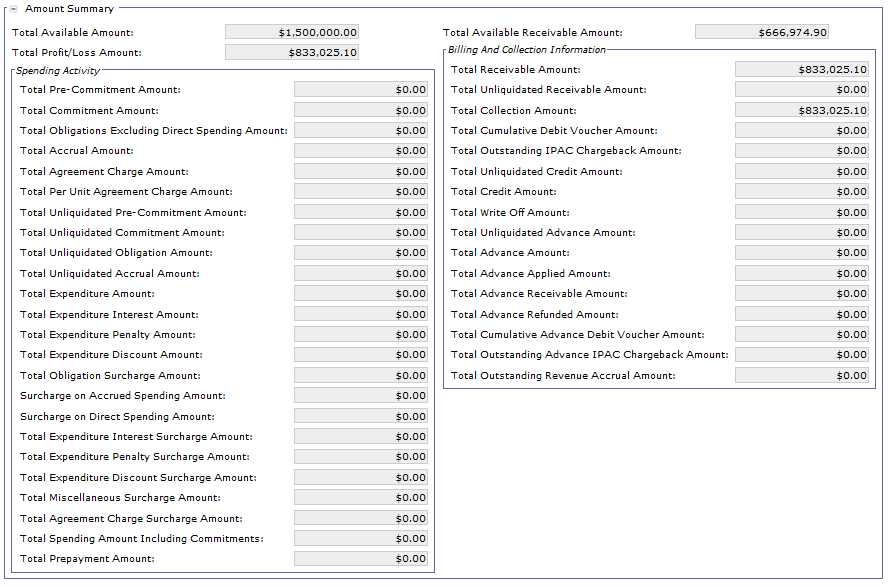 Amount Summary
Total Available Amount: $1,500,000.00
Total Profit/Loss Amount: $833,025.10
Spending Activity
Total Pre-Commitment Amount: $0.00
Total Commitment Amount: $0.00
Total Obligations Excluding Direct Spending Amount: $0.00
Total Accrual Amount: $0.00
Total Agreement Charge Amount: $0.00
Total Per Unit Agreement Charge Amount: $0.00
Total Unliquidated Pre-Commitment Amount: $0.00
Total Unliquidated Commitment Amount: $0.00
Total Unliquidated Obligation Amount: $0.00
Total Unliquidated Accrual Amount: $0.00
Total Expenditure Amount: $0.00
Total Expenditure Interest Amount: $0.00
Total Expenditure Penalty Amount: $0.00
Total Expenditure Discount Amount: $0.00
Total Obligation Surcharge Amount: $0.00
Surcharge on Accrued Spending Amount: $0.00
Surcharge on Direct Spending Amount: $0.00
Total Expenditure Interest Surcharge Amount: $0.00
Total Expenditure Penalty Surcharge Amount: $0.00
Total Expenditure Discount Surcharge Amount: $0.00
Total Miscellaneous Surcharge Amount: $0.00
Total Agreement Charge Surcharge Amount: $0.00
Total Spending Amount Including Commitments: $0.00
Total Prepayment Amount: $0.00
Total Available Receivable Amount: $666,974.90
Billing And Collection Information
Total Receivable Amount: $833,025.10
Total Unliquidated Receivable Amount: $0.00
Total Collection Amount: $833,025.10
Total Cumulative Debit Voucher Amount: $0.00
Total Outstanding IPAC Chargeback Amount: $0.00
Total Unliquidated Credit Amount: $0.00
Total Credit Amount: $0.00
Total Write Off Amount: $0.00
Total Unliquidated Advance Amount: $0.00
Total Advance Amount: $0.00
Total Advance Applied Amount: $0.00
Total Advance Receivable Amount: $0.00
Total Advance Refunded Amount: $0.00
Total Cumulative Advance Debit Voucher Amount: $0.00
Total Outstanding Advance IPAC Chargeback Amount: $0.00
Total Outstanding Revenue Accrual Amount: $0.00